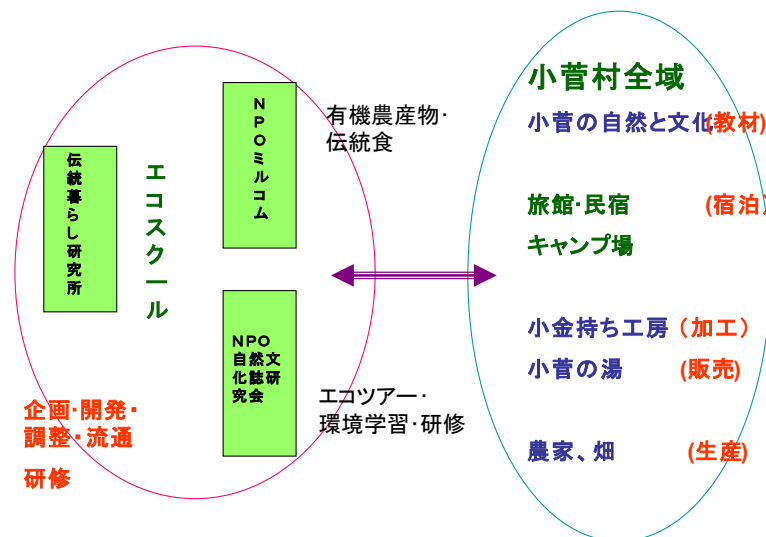 伝統暮らし研究所
エコスクール
NPOミルコム
NPO
自然文
化誌研
究会
企画・開発・
調整・流通
研修
有機農産物・
伝統食
エコツアー・
環境学習・研修
小菅村全域
小菅の自然と文化(教材)
旅館・民宿 (宿泊)
キャンプ場
小金持ち工房(加工)
小菅の湯 (販売)
農家、畑 (生産)